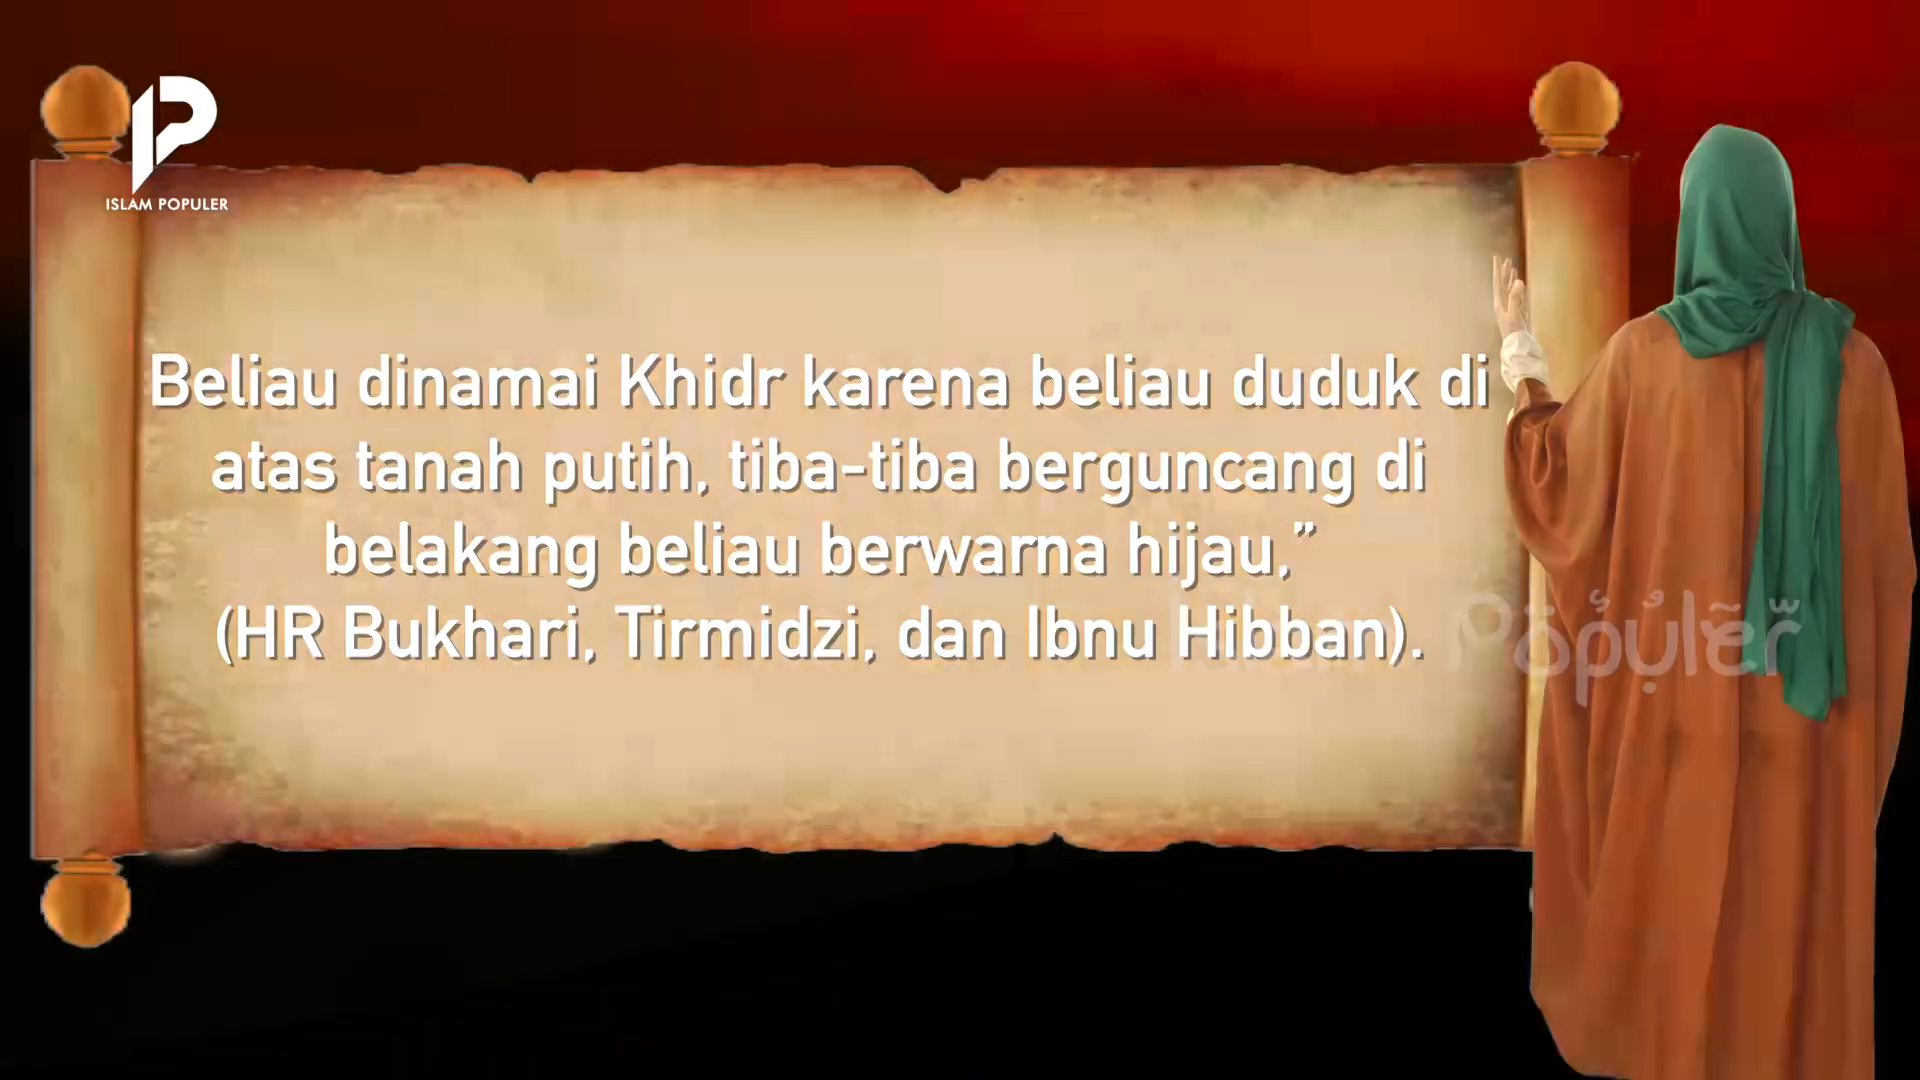 ISLAM POPULER
Beliau dinamai Khidr karena beliau duduk di
atas tanah putih, tiba-tiba berguncang di
belakang beliau berwarna hijau,”
(HR Bukhari, Tirmidzi, dan Ibnu Hibban).
Populer